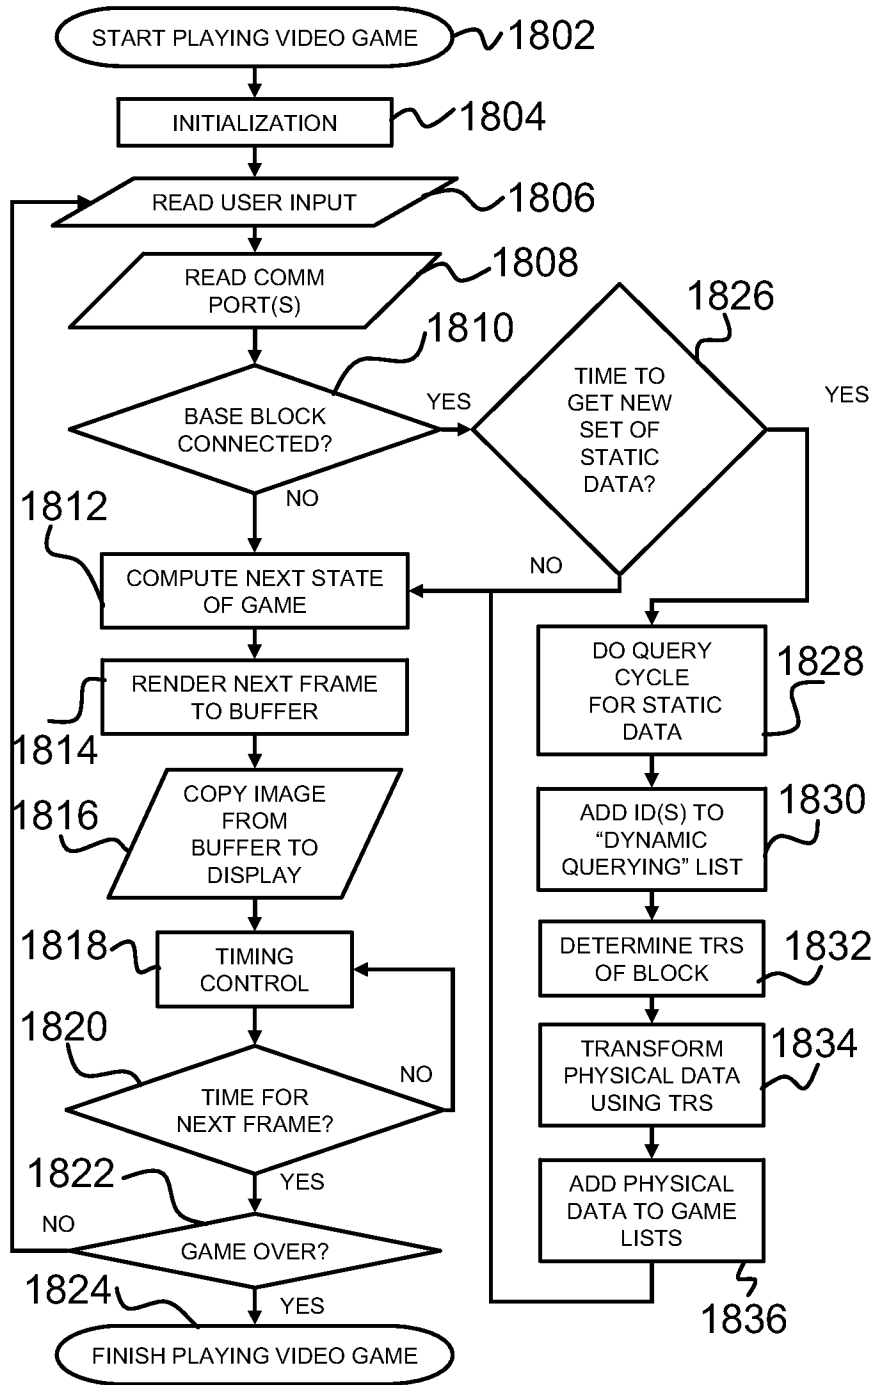 START PLAYING VIDEO GAME
1802
INITIALIZATION
1804
READ USER INPUT
1806
READ COMM
PORT(S)
1808
BASE BLOCK
CONNECTED?
1810
YES
NO
TIME TO
GET NEW
SET OF
STATIC
DATA?
1826
YES
NO
1812
COMPUTE NEXT STATE
OF GAME
RENDER NEXT FRAME
TO BUFFER
1814
COPY IMAGE
FROM
BUFFER TO
DISPLAY
1816
1818
TIMING
CONTROL
1820
TIME FOR
NEXT FRAME?
NO
YES
1822
GAME OVER?
NO
YES
1824
FINISH PLAYING VIDEO GAME
DO QUERY
CYCLE
FOR STATIC
DATA
1828
ADD ID(S) TO
“DYNAMIC
QUERYING” LIST
1830
DETERMINE TRS
OF BLOCK
1832
TRANSFORM
PHYSICAL DATA
USING TRS
1834
ADD PHYSICAL
DATA TO GAME
LISTS
1836